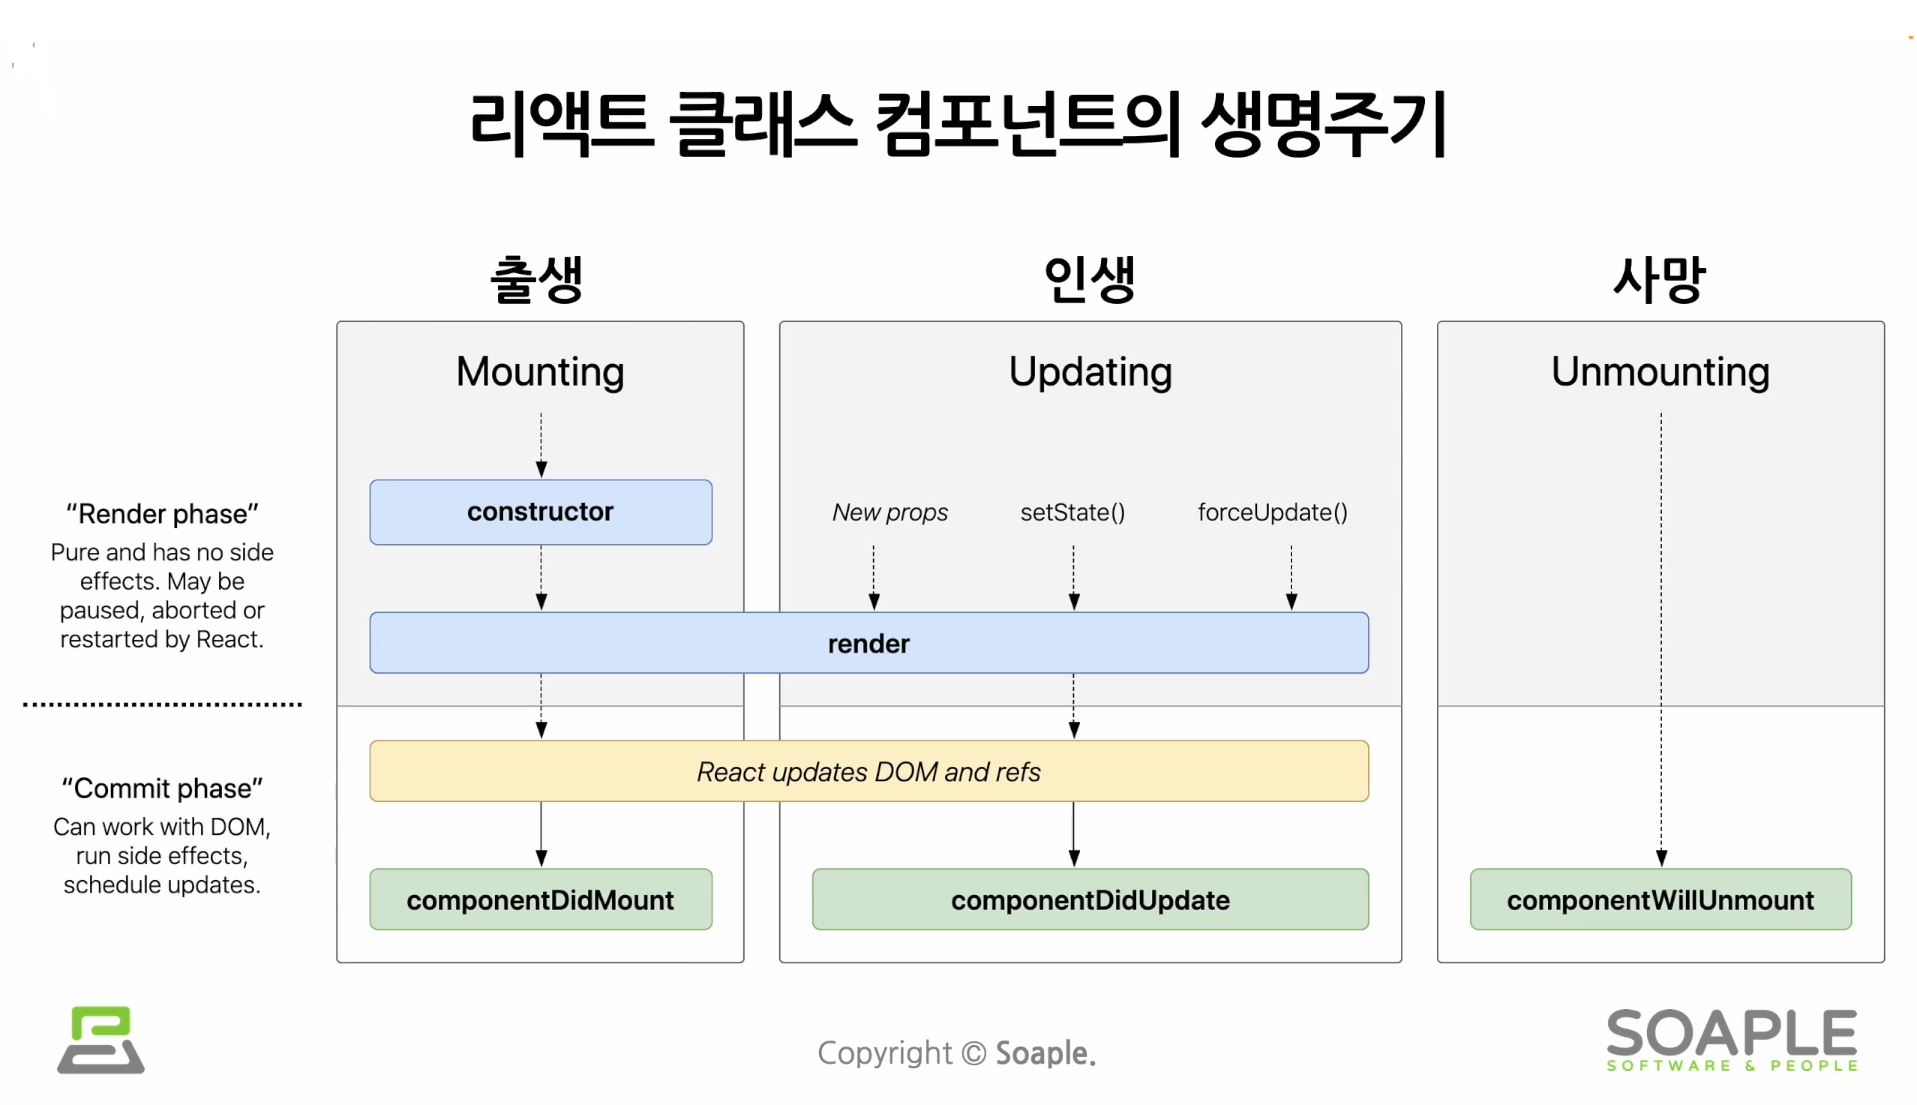 리액트 클래스 컴포넌트의 생명주기
출생
인생
사망
Mounting
Updating
Unmounting
“Render phase”
Pure and has no side
effects. May be
paused, aborted or
restarted by React.
constructor
New props
setState()
forceUpdate()
render
“Commit phase”
Can work with DOM,
run side effects,
schedule updates.
React updates DOM and refs
componentDidMount
componentDidUpdate
componentWillUnmount
Copyright © Soaple.
SOAPLE
SOFTWARE & PEOPLE